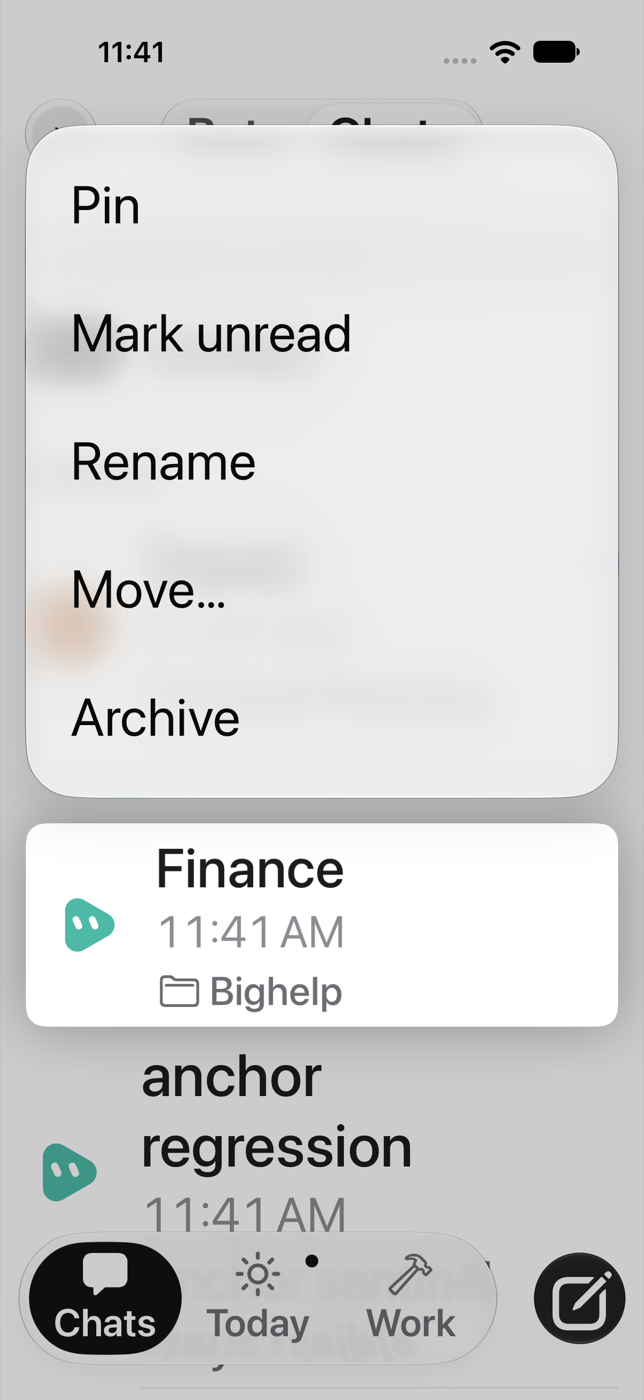 11:41
Pin
Mark unread
Rename
Move...
Archive
Finance
11:41 AM
Bighelp
anchor
regression
11:41 AM
Chats
Today
Work